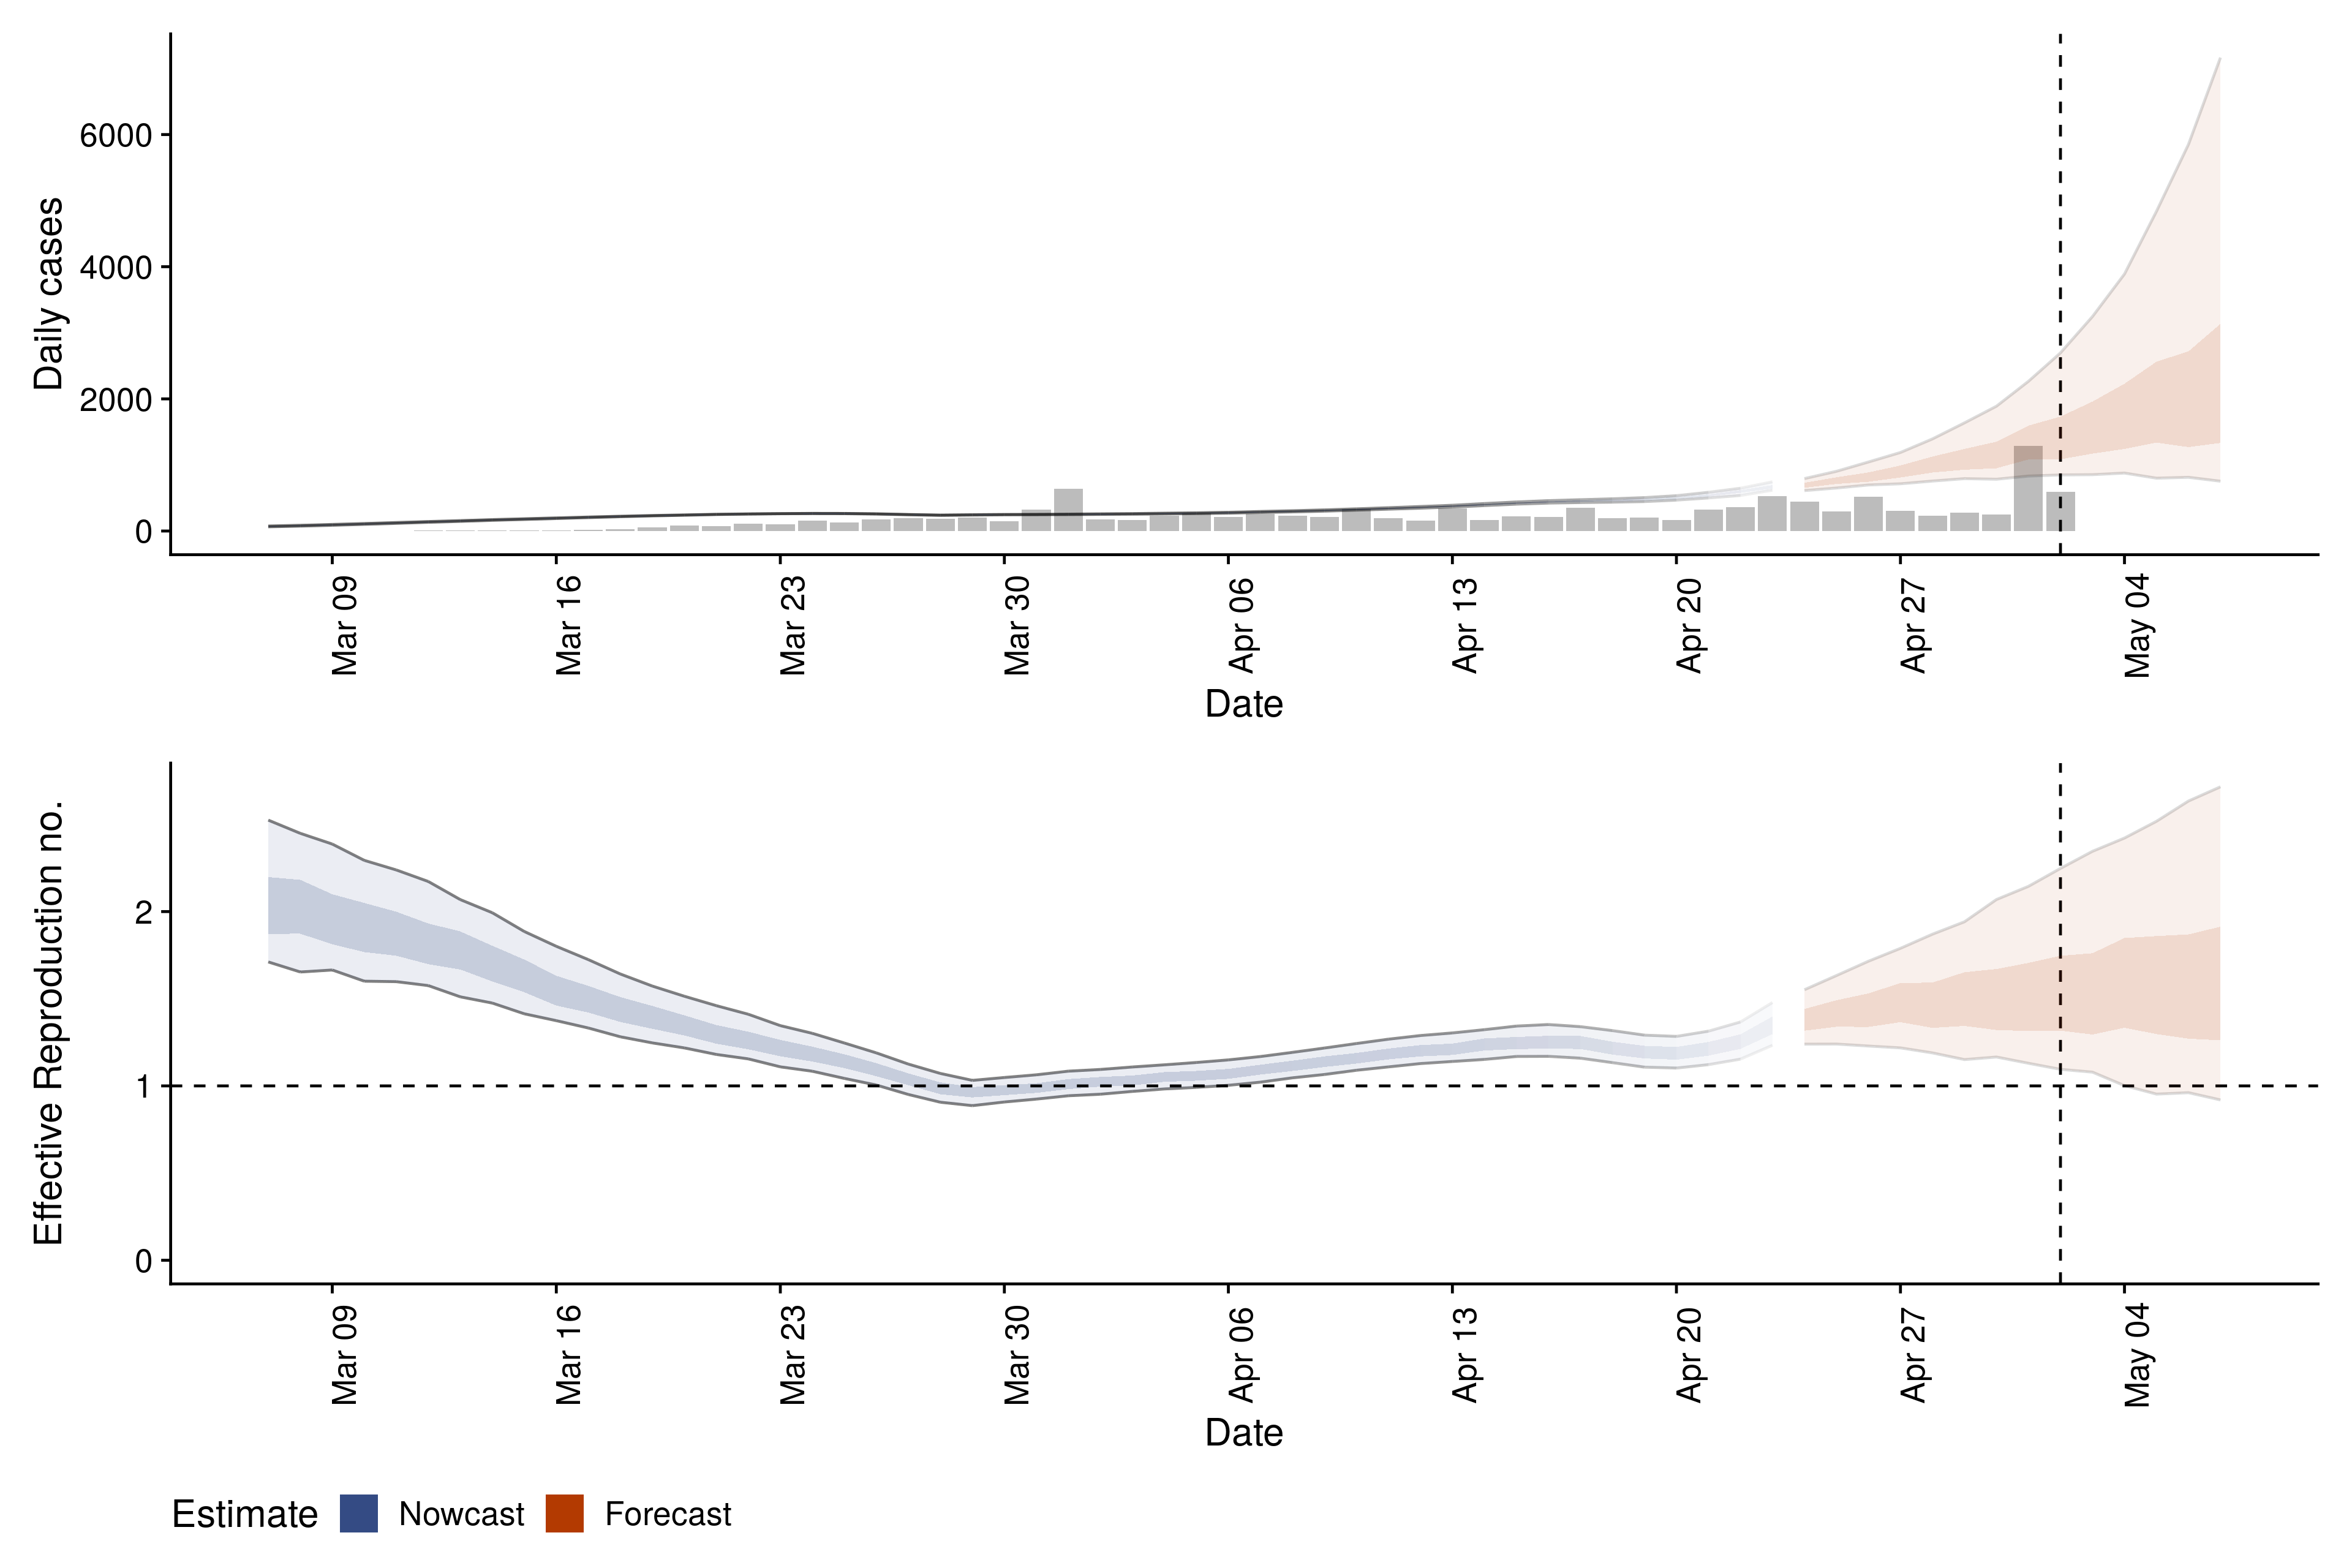 Daily cases
6000
4000
2000
0
Mar 09
Mar 16
Mar 23
Mar 30
Apr 06
Apr 13
Apr 20
Apr 27
May 04
Date
Effective Reproduction no.
2
1
0
Mar 09
Mar 16
Mar 23
Mar 30
Apr 06
Apr 13
Apr 20
Apr 27
May 04
Date
Estimate Nowcast Forecast